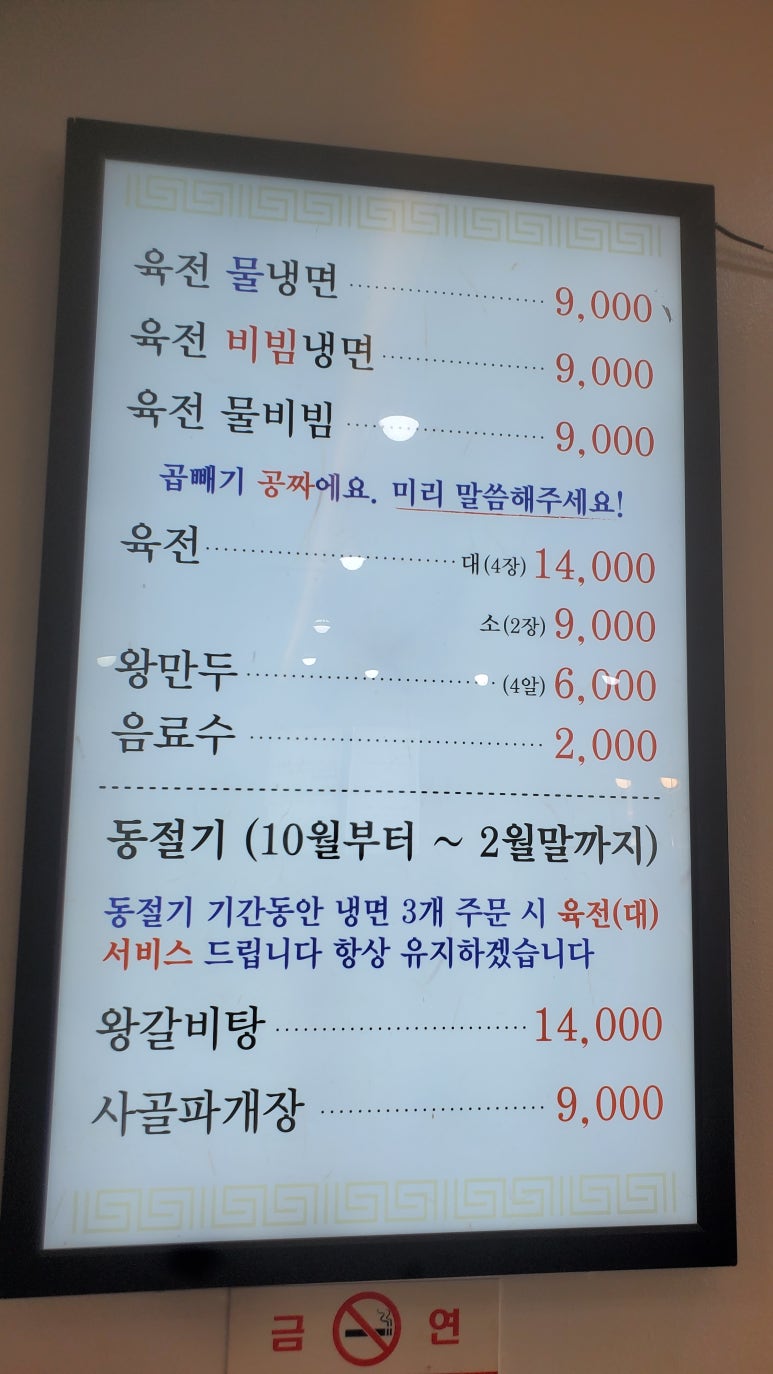 육전 물냉면 .................... 9,000
육전 비빔냉면 .................... 9,000
육전 물비빔 .................... 9,000
곱빼기 공짜에요. 미리 말씀해주세요!
육전 .................... 대(4장) 14,000
소(2장) 9,000
왕만두 .................... (4알) 6,000
음료수 .................... 2,000
동절기 (10월부터 ~ 2월말까지)
동절기 기간동안 냉면 3개 주문 시 육전(대)
서비스 드립니다 항상 유지하겠습니다
왕갈비탕 .................... 14,000
사골파개장 .................... 9,000
금 연